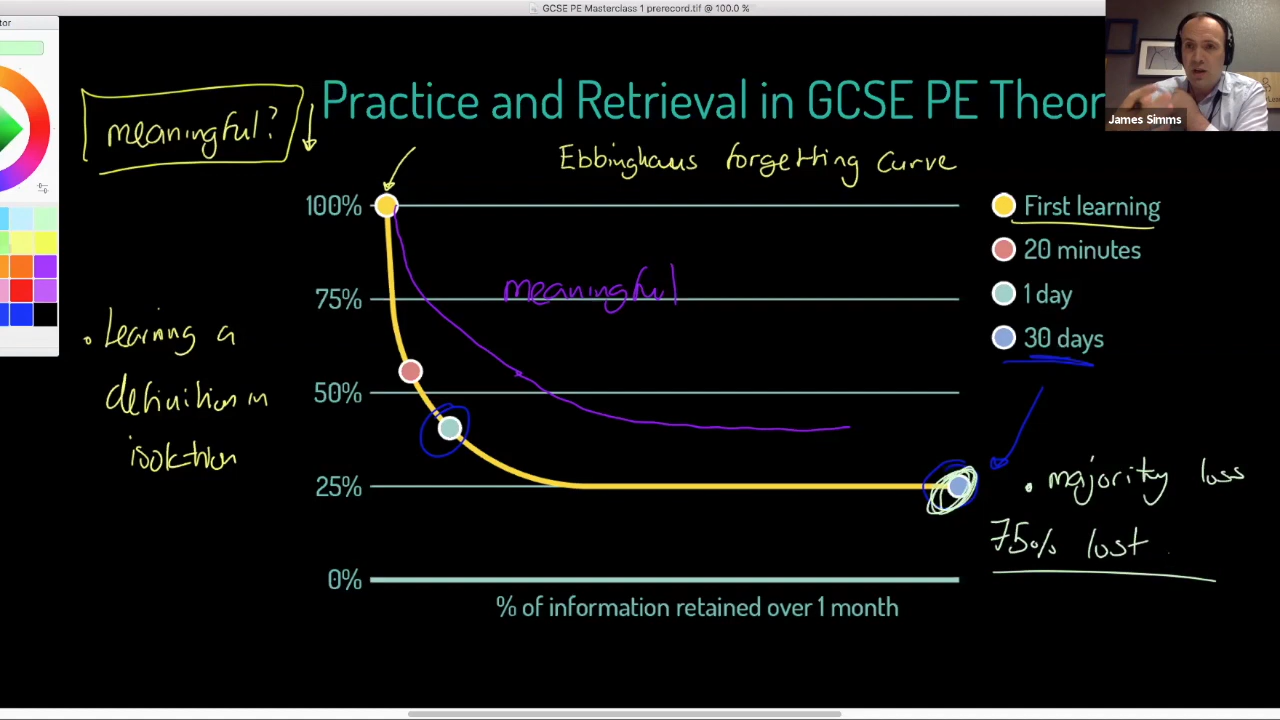 GCSE PE Masterclass 1 prerecord.tif @ 100.0 %
tor
meaningful?
Practice and Retrieval in GCSE PE Theor
James Simms
Ebbinghaus forgetting curve
100%
75%
50%
25%
0%
meaningful
First learning
20 minutes
1 day
30 days
. Learning a
definition in
isolation
. majority loss
75% lost
% of information retained over 1 month